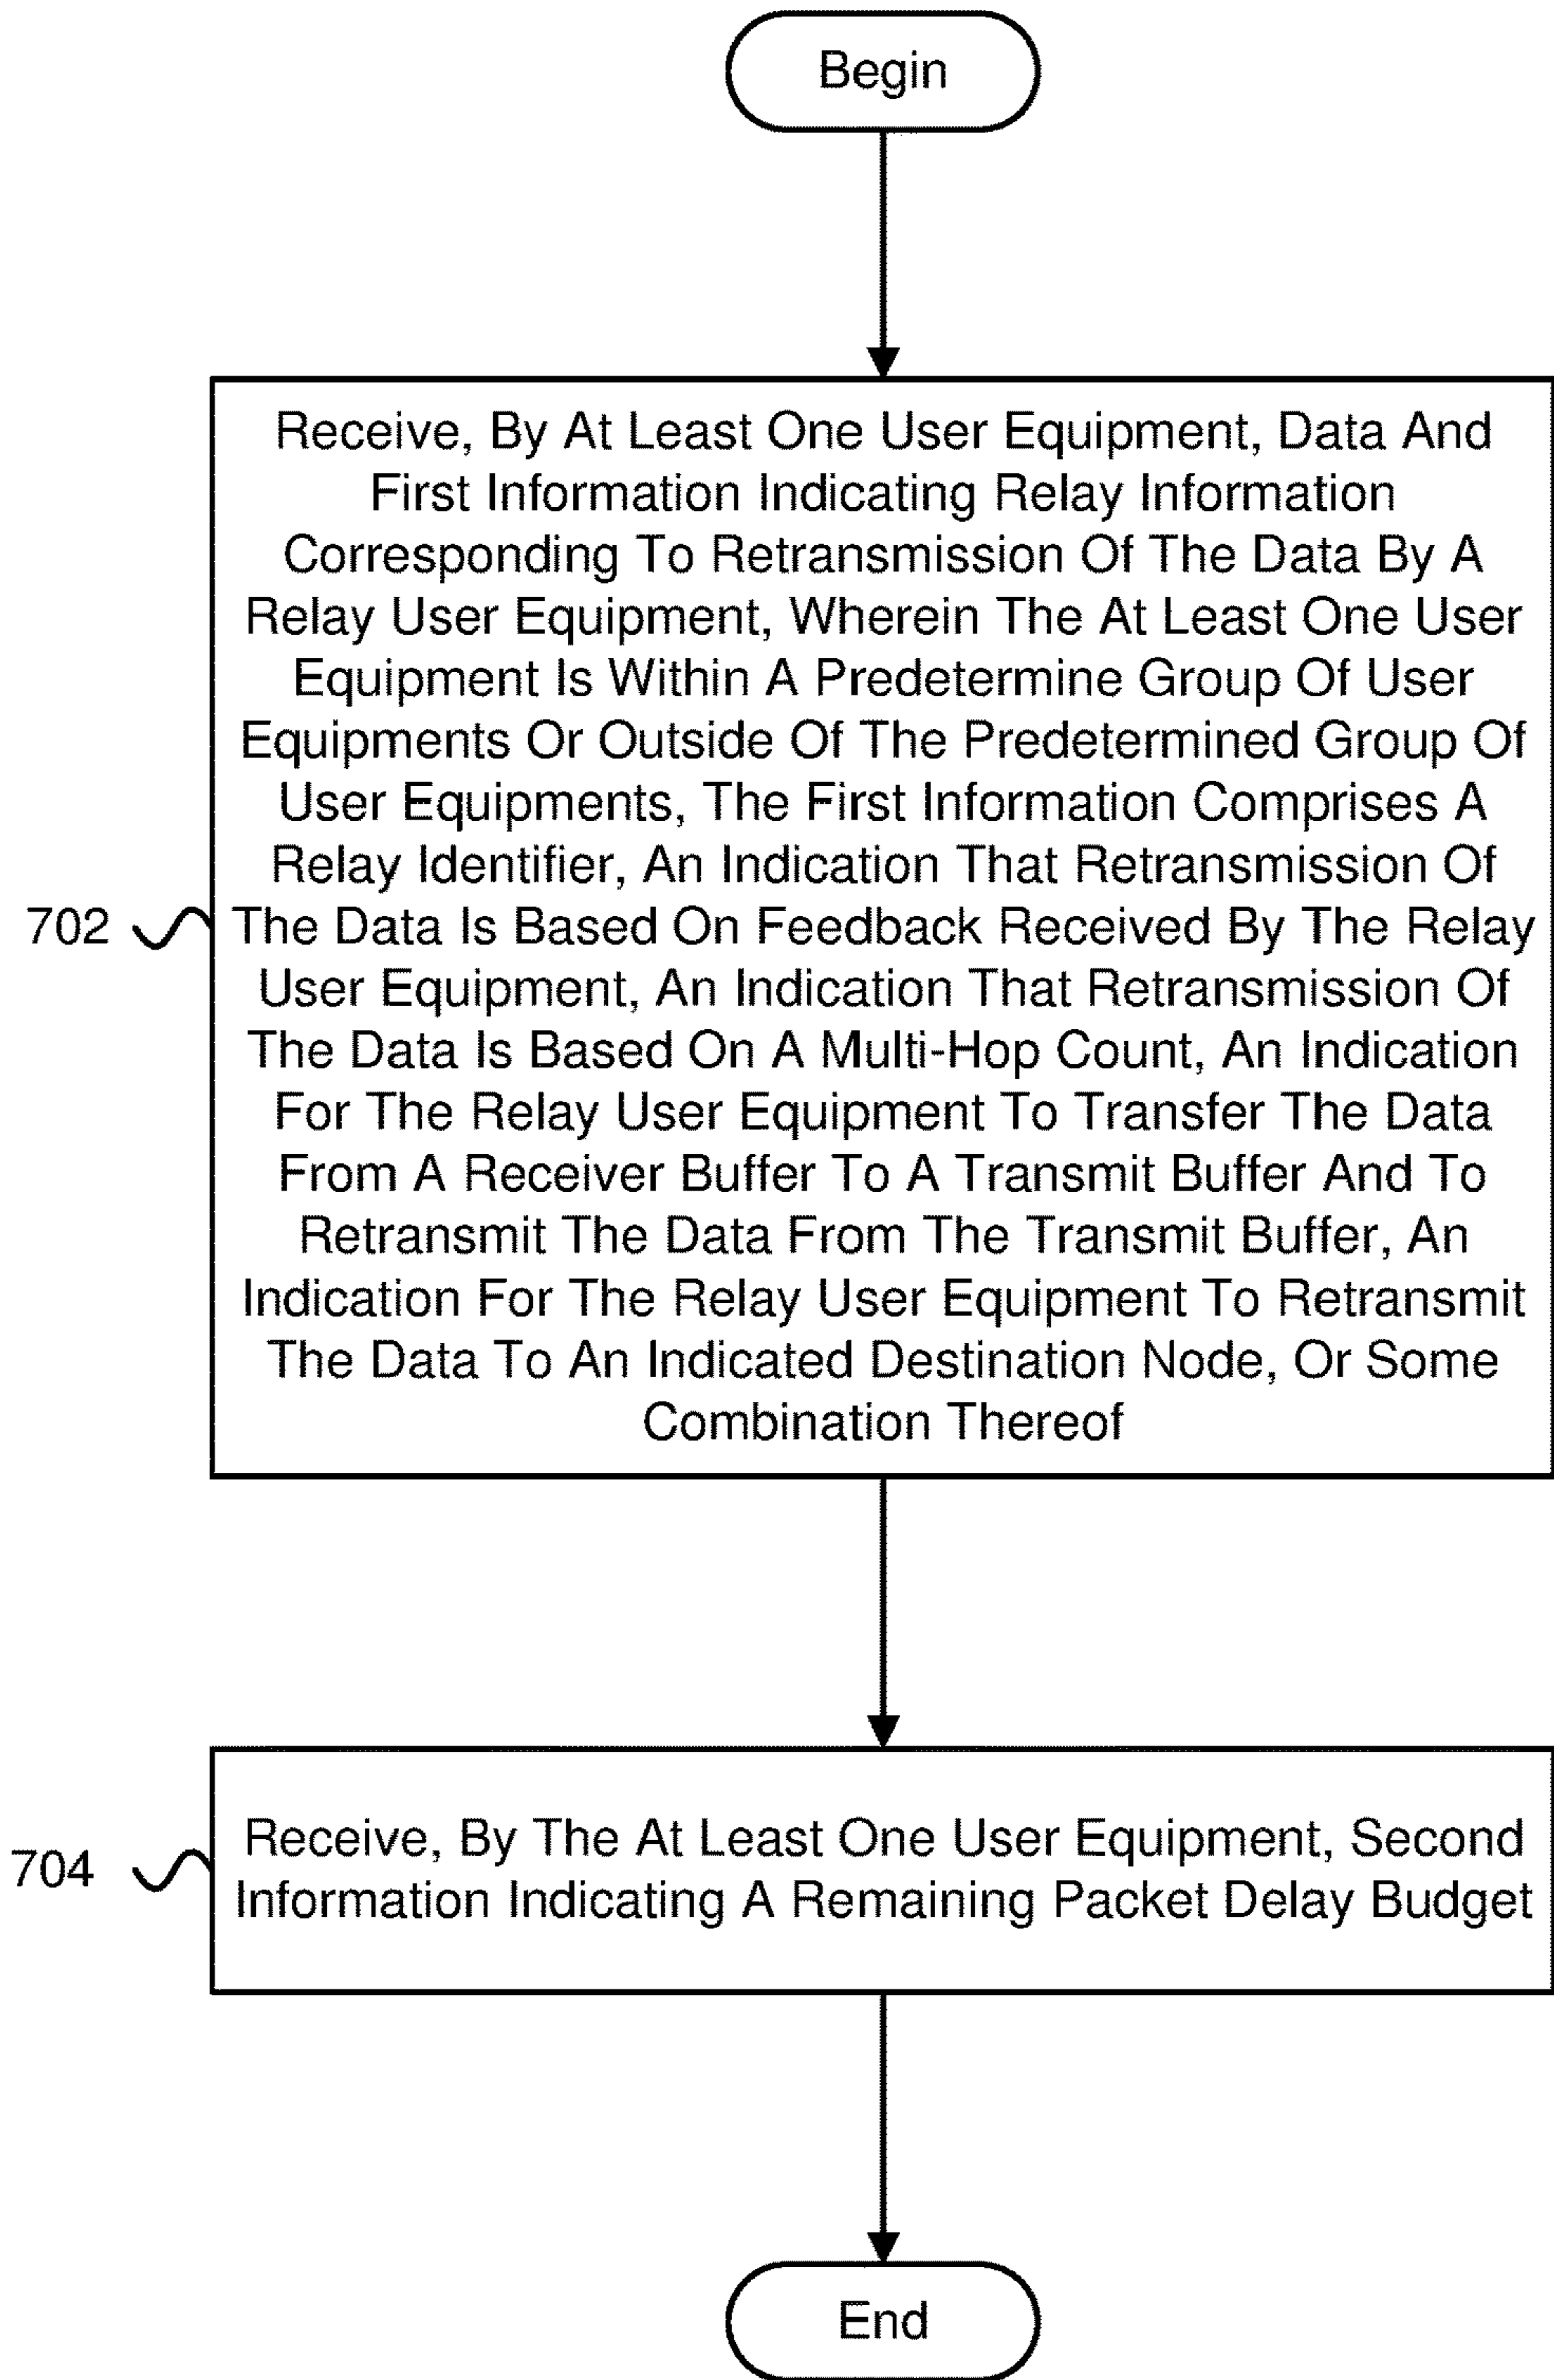 Begin
Receive, By At Least One User Equipment, Data And
First Information Indicating Relay Information
Corresponding To Retransmission Of The Data By A
Relay User Equipment, Wherein The At Least One User
Equipment Is Within A Predetermine Group Of User
Equipments Or Outside Of The Predetermined Group Of
User Equipments, The First Information Comprises A
Relay Identifier, An Indication That Retransmission Of
702
The Data Is Based On Feedback Received By The Relay
User Equipment, An Indication That Retransmission Of
The Data Is Based On A Multi-Hop Count, An Indication
For The Relay User Equipment To Transfer The Data
From A Receiver Buffer To A Transmit Buffer And To
Retransmit The Data From The Transmit Buffer, An
Indication For The Relay User Equipment To Retransmit
The Data To An Indicated Destination Node, Or Some
Combination Thereof
704
Receive, By The At Least One User Equipment, Second
Information Indicating A Remaining Packet Delay Budget
End